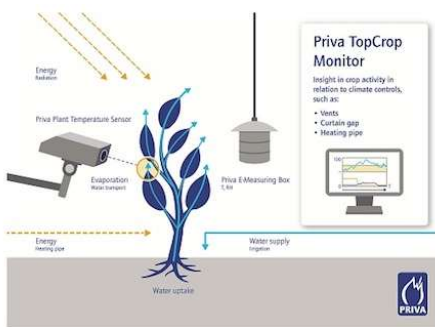 Energy
Radiation
Priva Plant Temperature Sensor
Evaporation
Water transport
Priva E-Measuring Box
T, RH
Energy
Heating pipe
Water supply
Irrigation
Water uptake
Priva TopCrop
Monitor
Insight in crop activity in
relation to climate controls,
such as:
• Vents
• Curtain gap
• Heating pipe
100
PRIVA